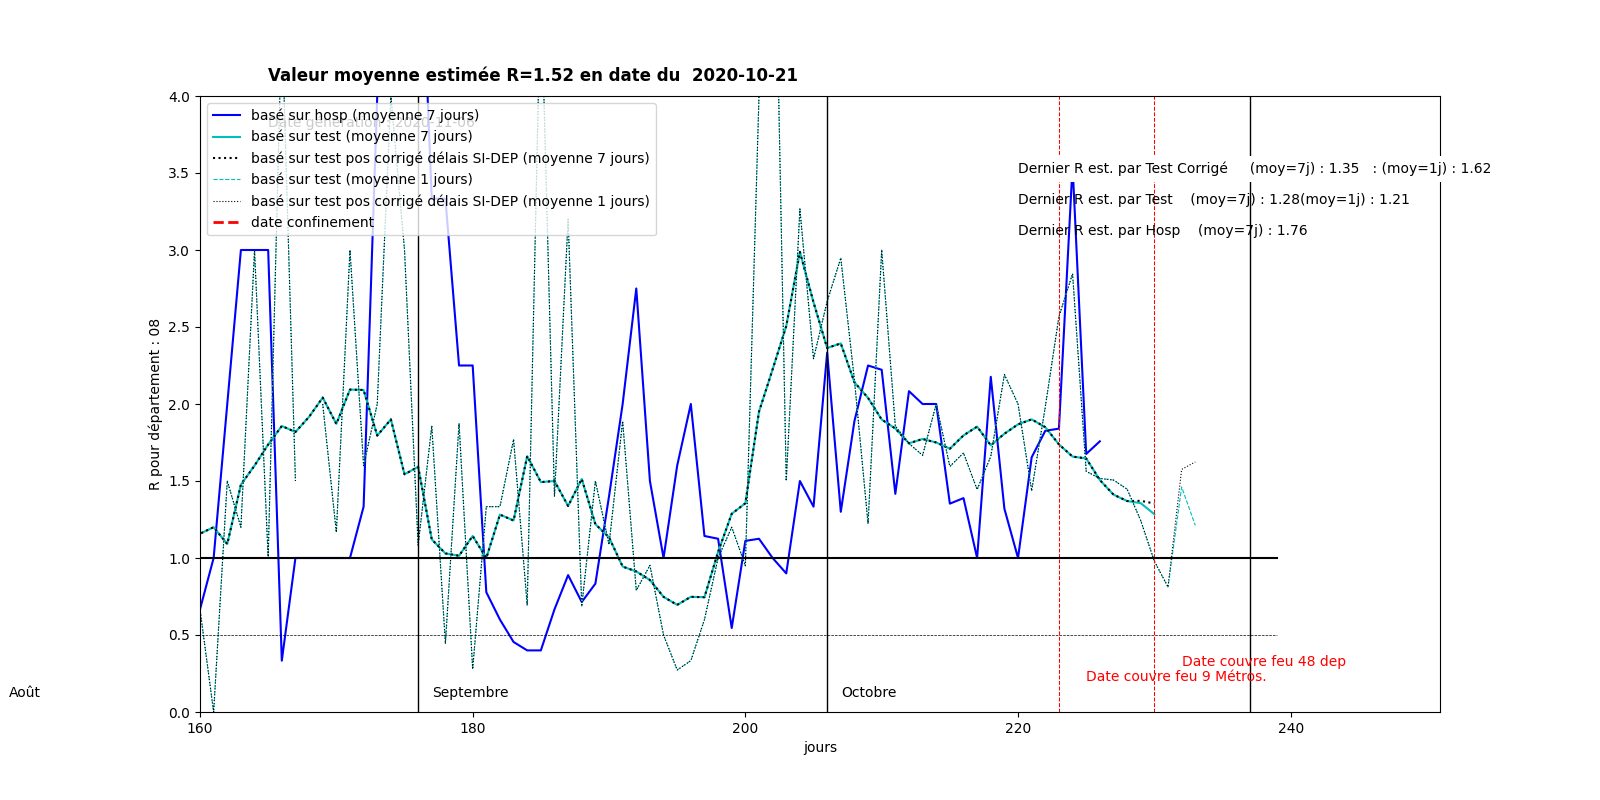 Valeur moyenne estimée R=1.52 en date du  2020-10-21
4.0
3.5
3.0
2.5
2.0
1.5
1.0
0.5
0.0
R pour département : 08
basé sur hosp (moyenne 7 jours)
Date génération : 2020-11-06
basé sur test (moyenne 7 jours)
basé sur test pos corrigé délais SI-DEP (moyenne 7 jours)
basé sur test (moyenne 1 jours)
basé sur test pos corrigé délais SI-DEP (moyenne 1 jours)
date confinement
Dernier R est. par Test Corrigé     (moy=7j) : 1.35   : (moy=1j) : 1.62
Dernier R est. par Test    (moy=7j) : 1.28(moy=1j) : 1.21
Dernier R est. par Hosp    (moy=7j) : 1.76
Date couvre feu 48 dep
Date couvre feu 9 Métros.
Août
Septembre
Octobre
160
180
200
220
240
jours